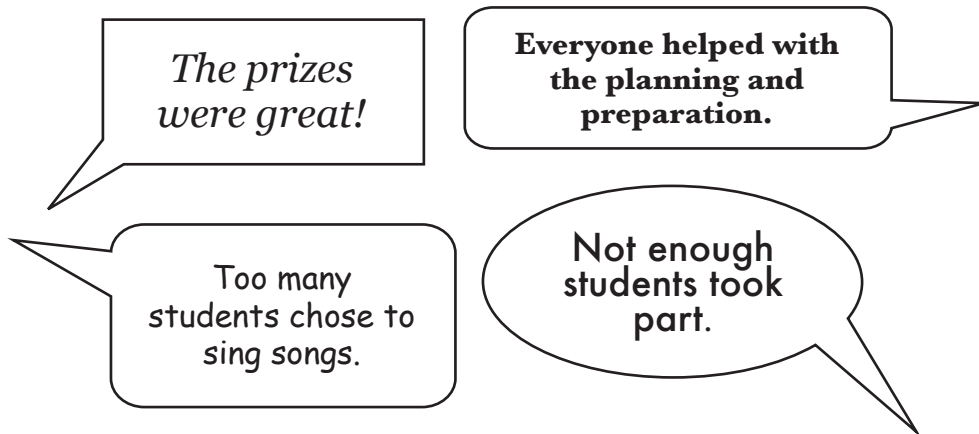 The prizes
were great!
Everyone helped with
the planning and
preparation.
Too many
students chose to
sing songs.
Not enough
students took
part.